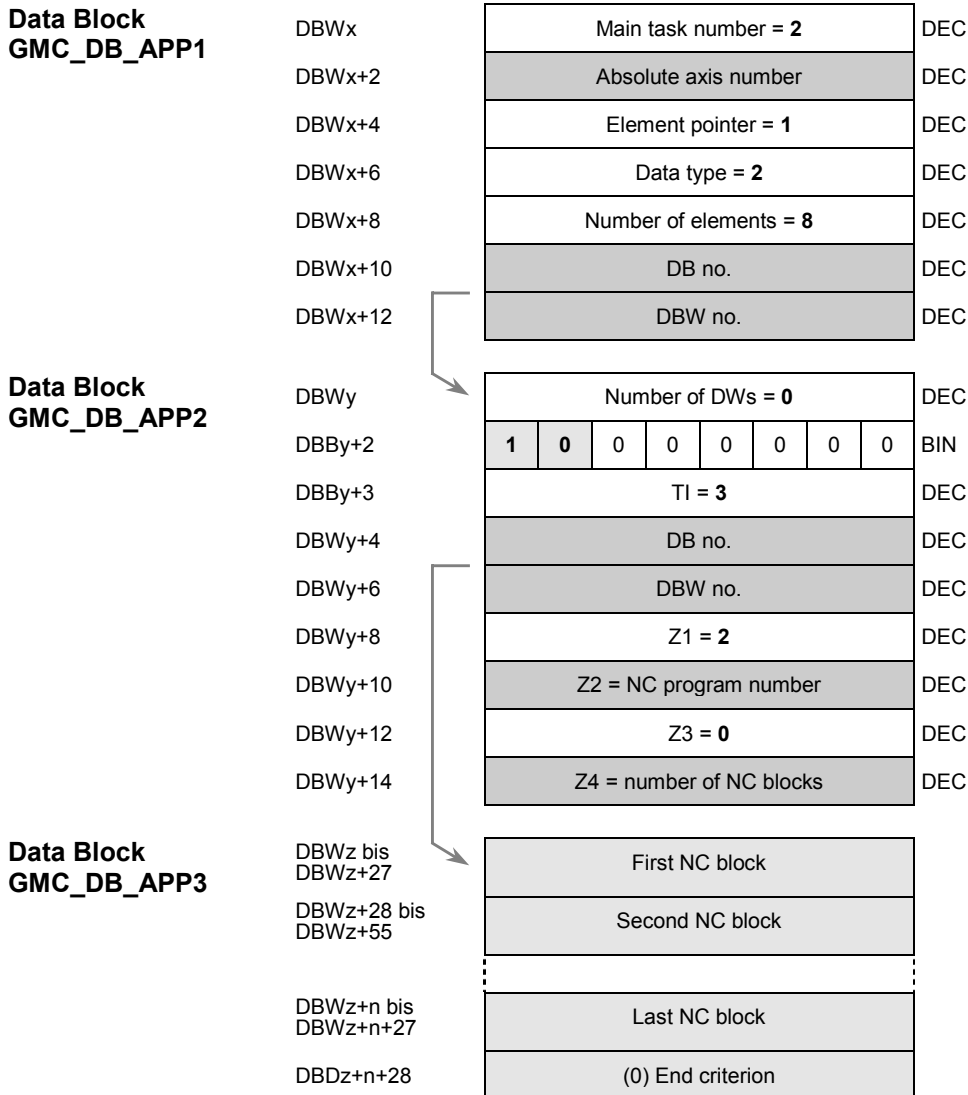 Data Block
GMC_DB_APP1
DBWx Main task number = 2 DEC
DBWx+2 Absolute axis number DEC
DBWx+4 Element pointer = 1 DEC
DBWx+6 Data type = 2 DEC
DBWx+8 Number of elements = 8 DEC
DBWx+10 DB no. DEC
DBWx+12 DBW no. DEC
Data Block
GMC_DB_APP2
DBWy Number of DWs = 0 DEC
DBBy+2 1 0 0 0 0 0 0 0 BIN
DBBy+3 TI = 3 DEC
DBWy+4 DB no. DEC
DBWy+6 DBW no. DEC
DBWy+8 Z1 = 2 DEC
DBWy+10 Z2 = NC program number DEC
DBWy+12 Z3 = 0 DEC
DBWy+14 Z4 = number of NC blocks DEC
Data Block
GMC_DB_APP3
DBWz bis
DBWz+27
First NC block
DBWz+28 bis
DBWz+55
Second NC block
DBWz+n bis
DBWz+n+27
Last NC block
DBDz+n+28 (0) End criterion